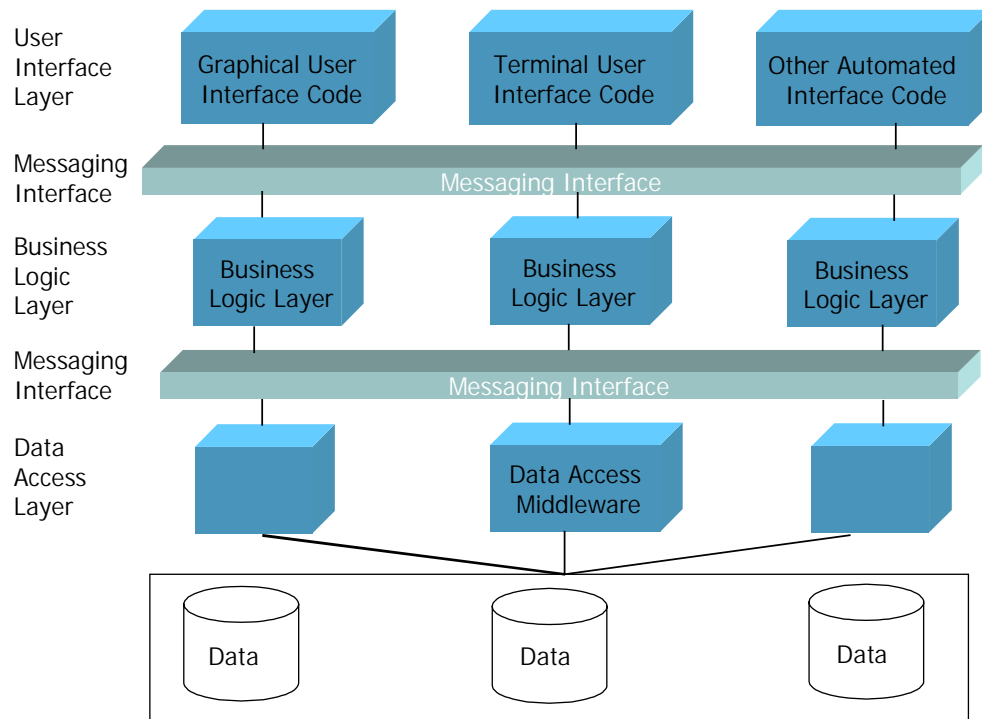 User
Interface
Layer
Graphical User
Interface Code
Terminal User
Interface Code
Other Automated
Interface Code
Messaging
Interface
Messaging Interface
Business
Logic
Layer
Business
Logic Layer
Business
Logic Layer
Business
Logic Layer
Messaging
Interface
Messaging Interface
Data
Access
Layer
Data Access
Middleware
Data
Data
Data